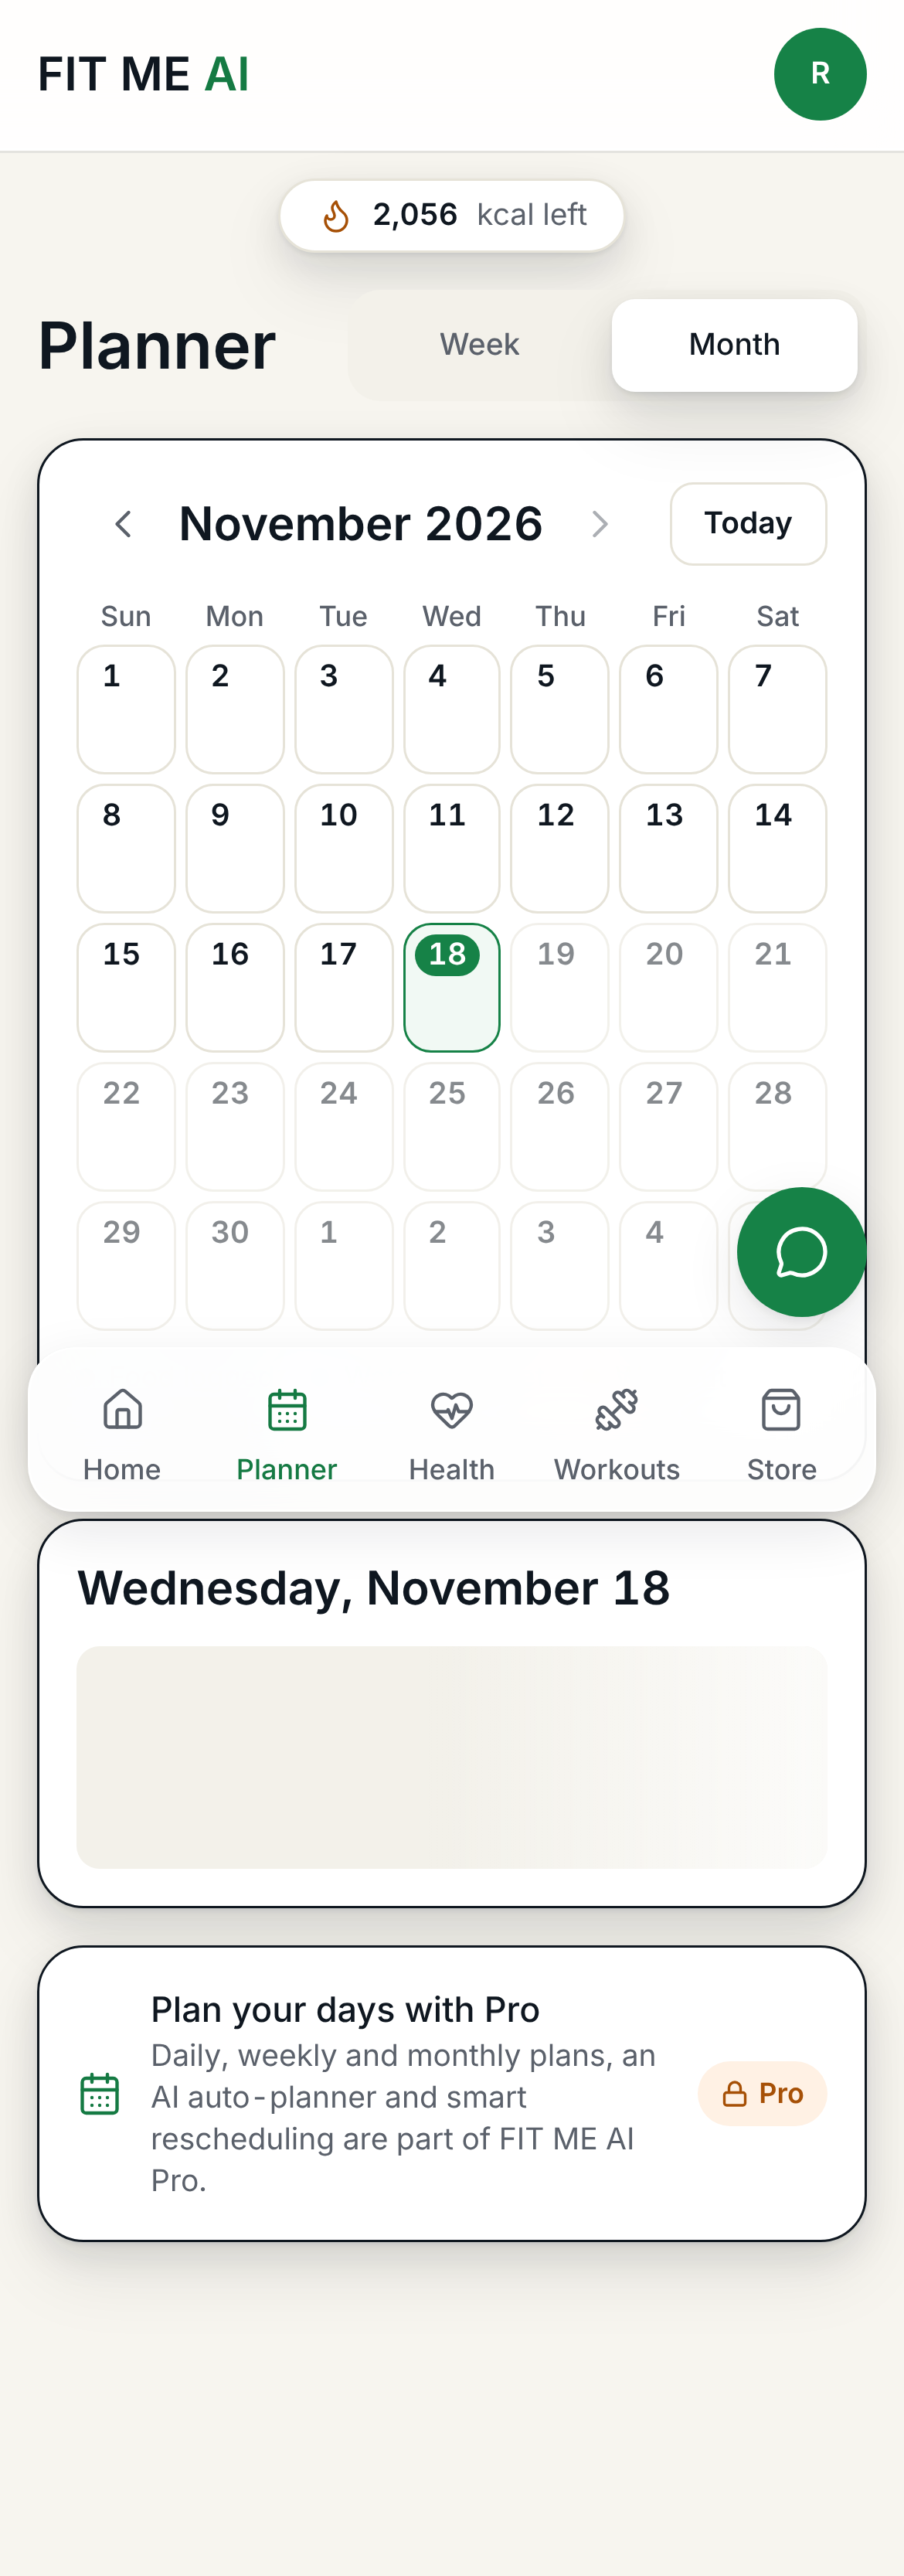 FIT ME AI
R
2,056 kcal left
Planner
Week
Month
November 2026
Today
Sun Mon Tue Wed Thu Fri Sat
1 2 3 4 5 6 7
8 9 10 11 12 13 14
15 16 17 18 19 20 21
22 23 24 25 26 27 28
29 30 1 2 3 4
Home Planner Health Workouts Store
Wednesday, November 18
Plan your days with Pro
Daily, weekly and monthly plans, an
AI auto-planner and smart
rescheduling are part of FIT ME AI
Pro.
Pro